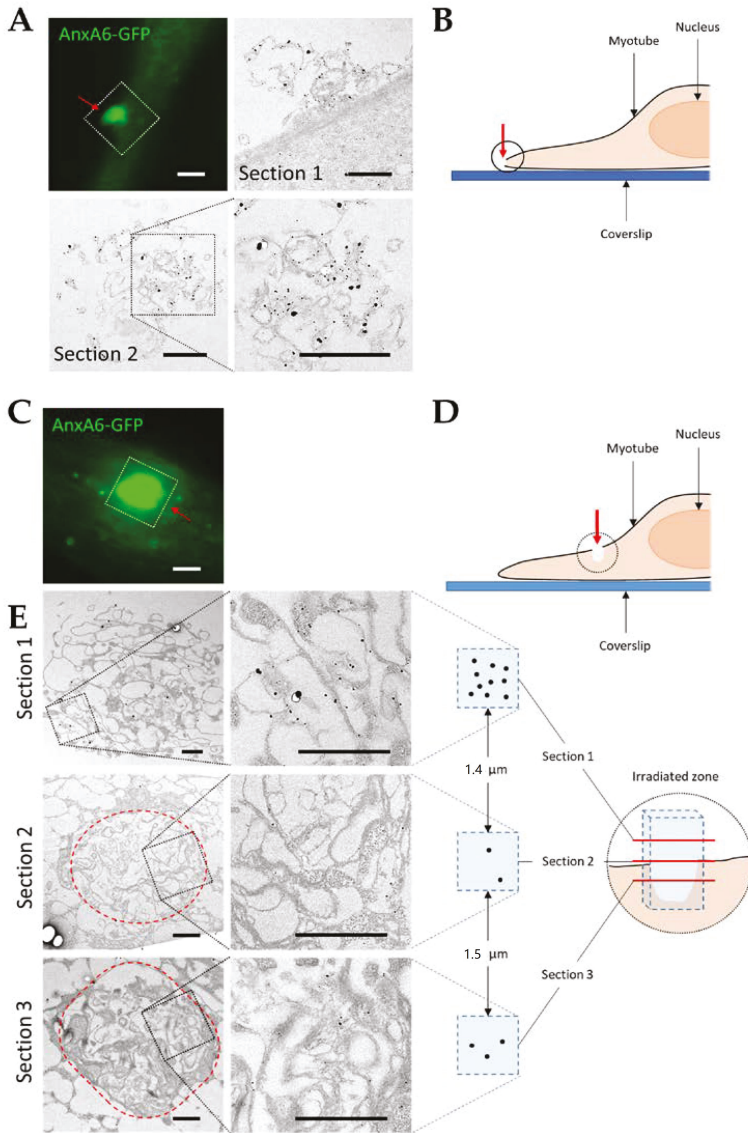 A
AnxA6-GFP
Section 1
Section 2
B
Nucleus
Myotube
Coverslip
C
AnxA6-GFP
D
Nucleus
Myotube
Coverslip
E
Section 1
Section 2
Section 3
1.4 μm
1.5 μm
Section 1
Section 2
Section 3
Irradiated zone